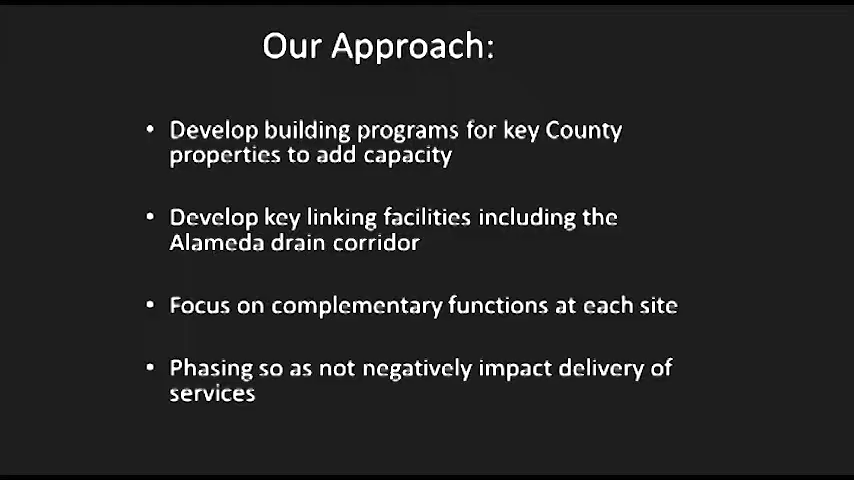 Our Approach:
• Develop building programs for key County
properties to add capacity
• Develop key linking facilities including the
Alameda drain corridor
• Focus on complementary functions at each site
• Phasing so as not negatively impact delivery of
services